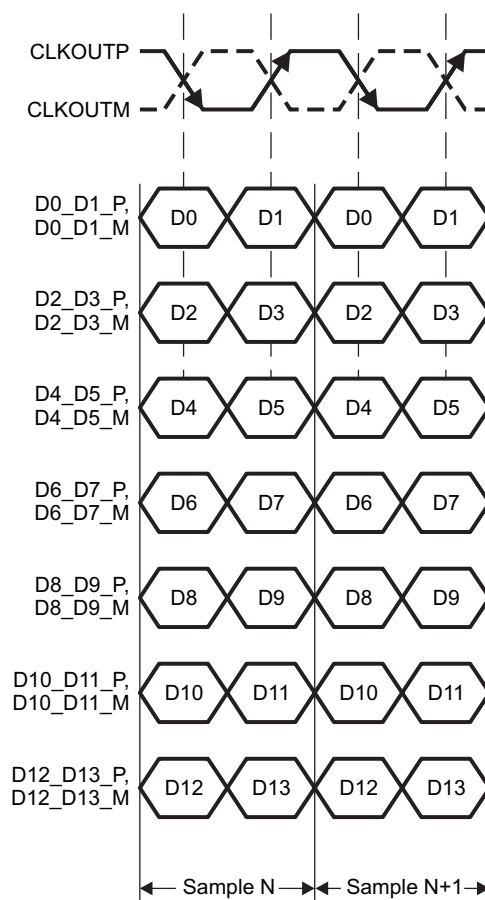 CLKOUTP
CLKOUTM
D0_D1_P,
D0_D1_M
D0 D1 D0 D1
D2_D3_P,
D2_D3_M
D2 D3 D2 D3
D4_D5_P,
D4_D5_M
D4 D5 D4 D5
D6_D7_P,
D6_D7_M
D6 D7 D6 D7
D8_D9_P,
D8_D9_M
D8 D9 D8 D9
D10_D11_P,
D10_D11_M
D10 D11 D10 D11
D12_D13_P,
D12_D13_M
D12 D13 D12 D13
Sample N Sample N+1